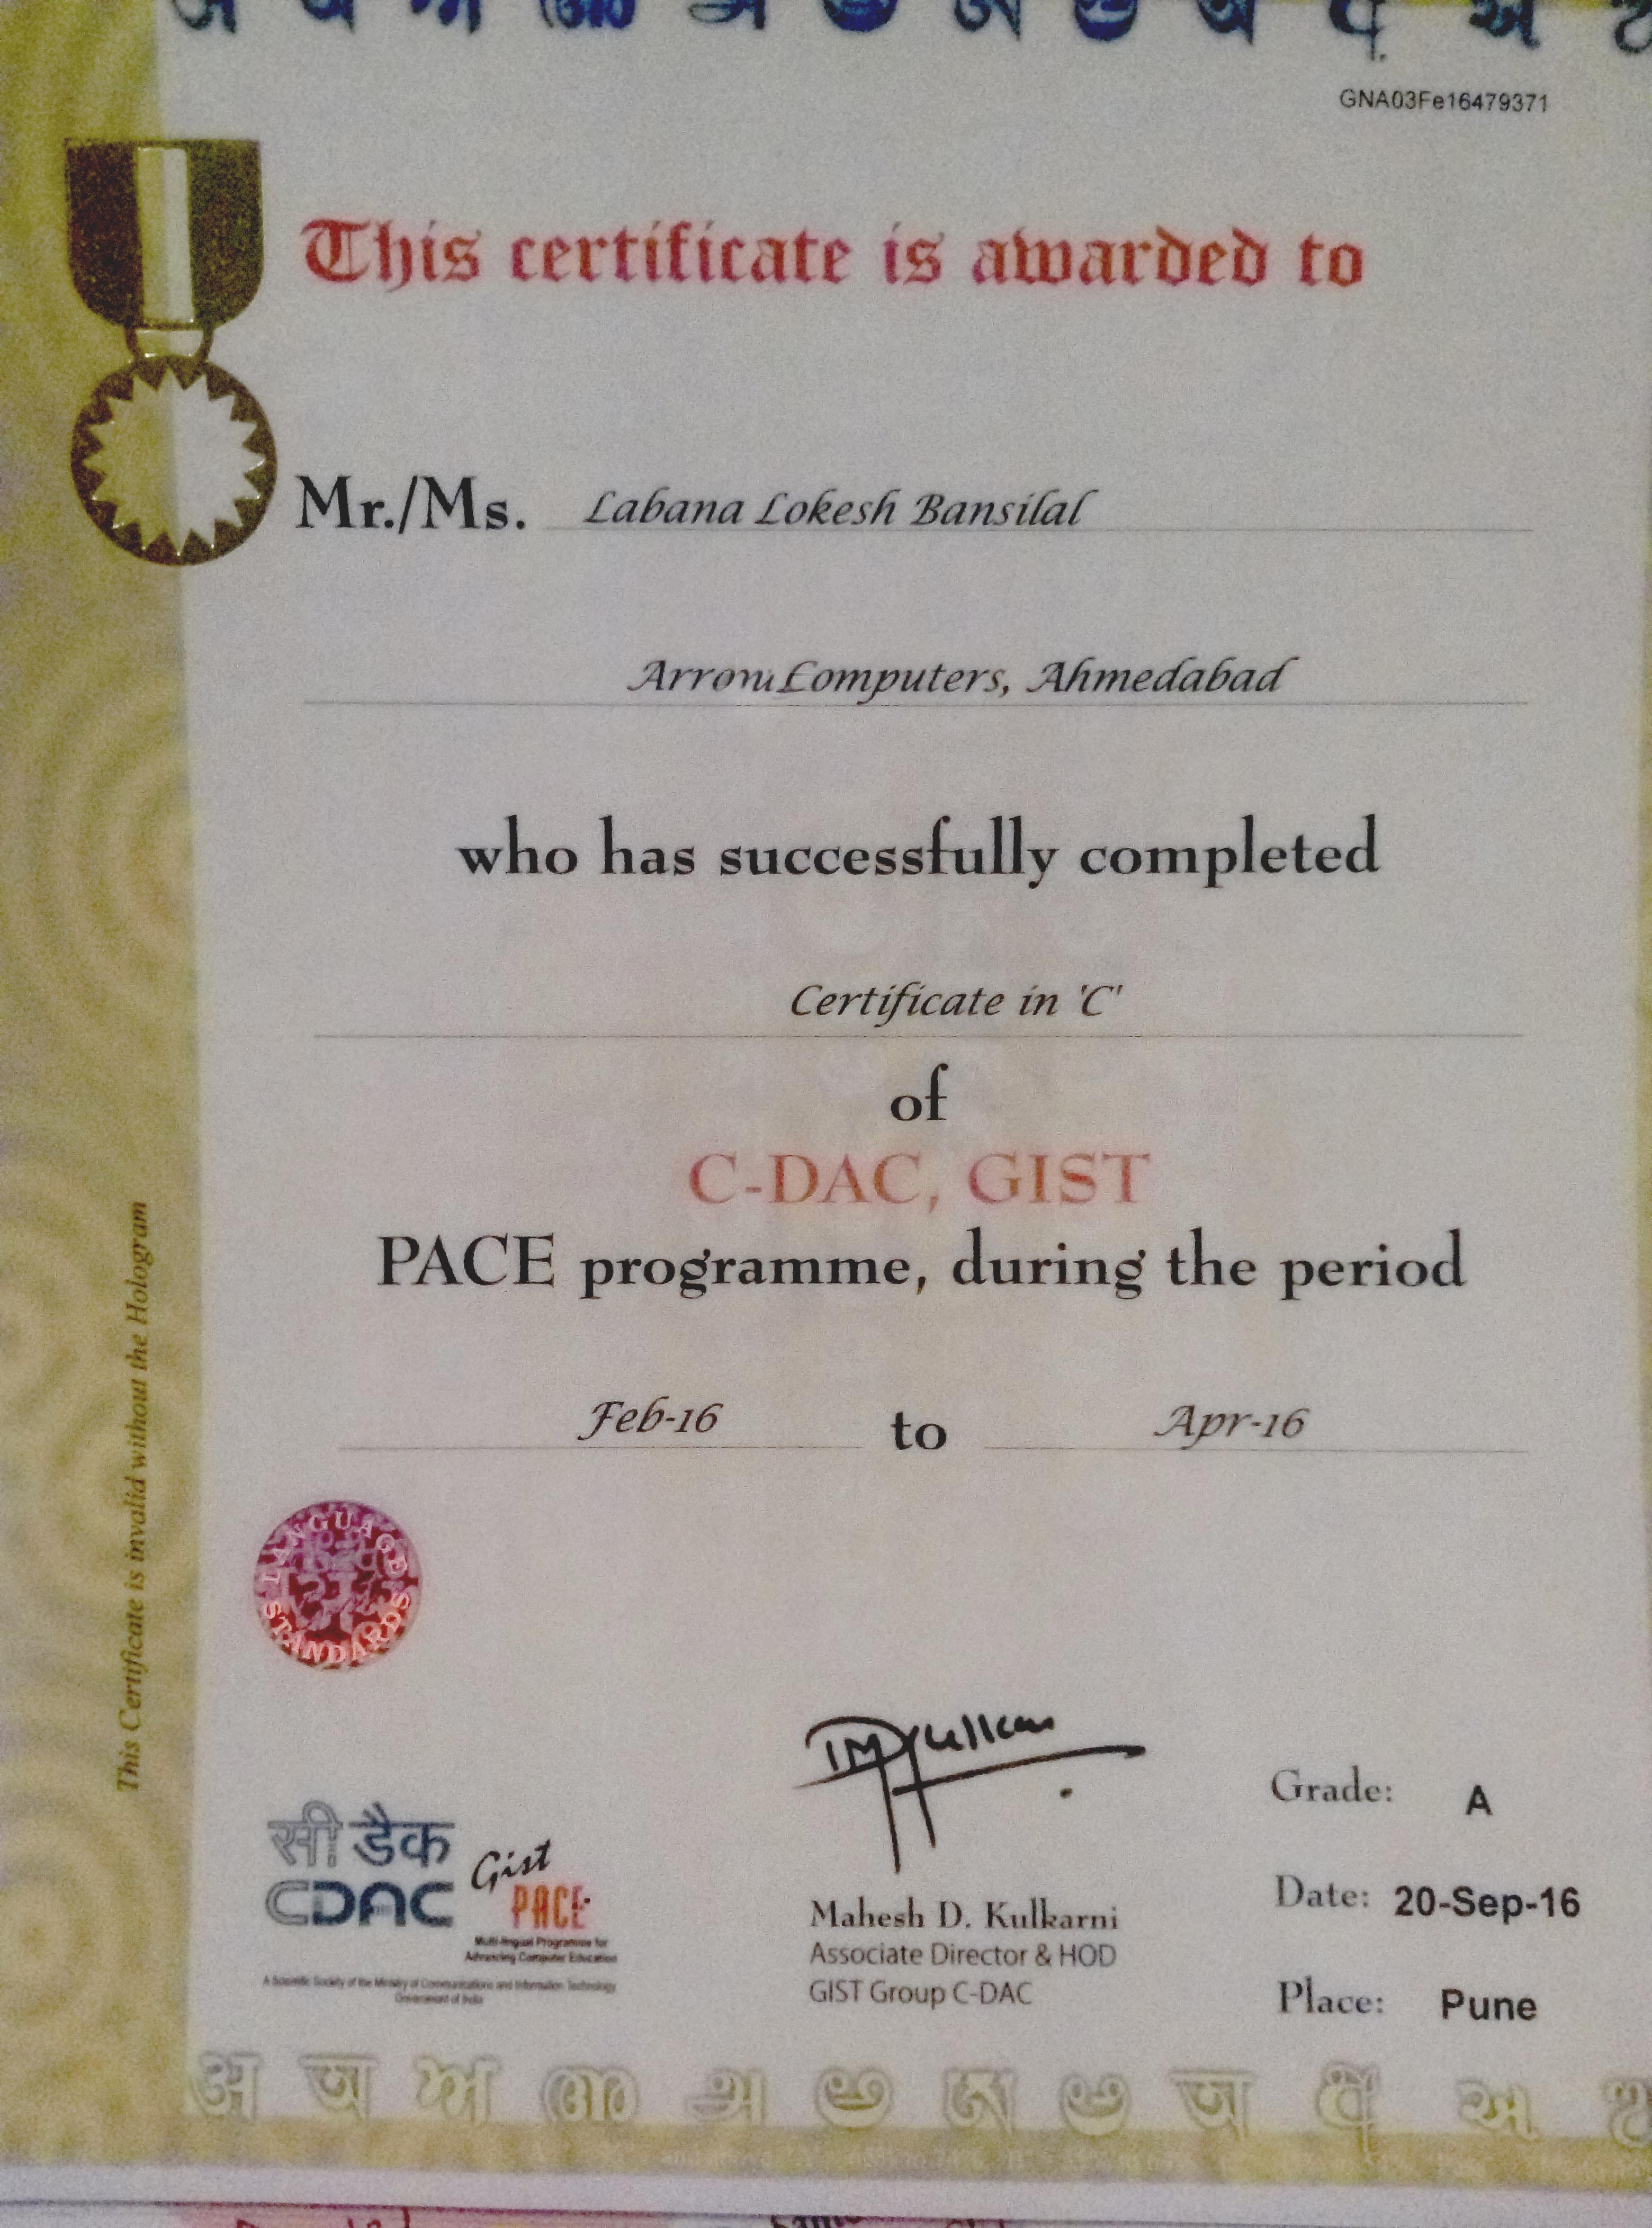 GNA03Fe16479371
This certificate is awarded to
Mr./Ms. Labana Lokesh Bansilal
Arrow Computers, Ahmedabad
who has successfully completed
Certificate in 'C'
of
C-DAC, GIST
PACE programme, during the period
Feb-16 to Apr-16
This Certificate is invalid without the Hologram
LANGUAGE
STANDARDS
Grade: A
सी डैक
CDAC
Gist
PACE
Multi-lingual Programme for
Advancing Computer Education
A Scientific Society of the Ministry of Communications and Information Technology
Government of India
Mahesh D. Kulkarni
Associate Director & HOD
GIST Group C-DAC
Date: 20-Sep-16
Place: Pune